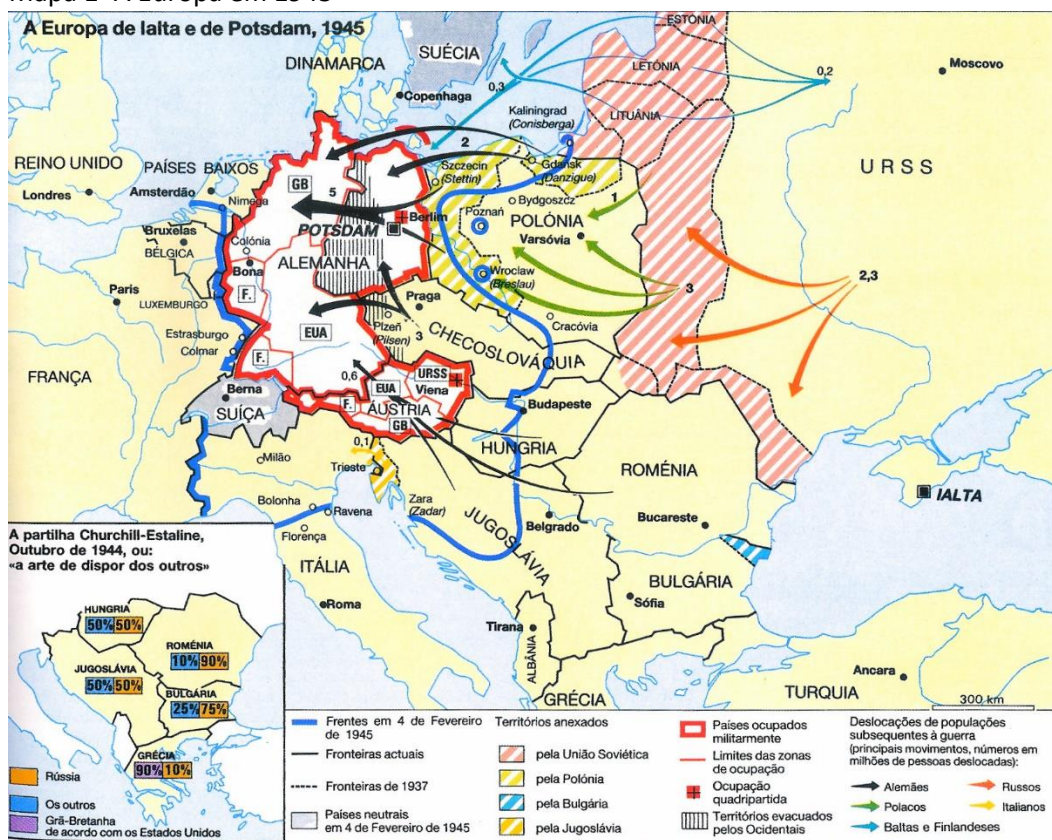 Mapa 1 A Europa em 1945
A Europa de Ialta e de Potsdam, 1945
SUÉCIA
DINAMARCA
Copenhaga
ESTÓNIA
LETÓNIA
LITUÂNIA
0,2
0,3
Moscovo
Kaliningrad
(Conisberga)
URSS
REINO UNIDO
Londres
PAÍSES BAIXOS
Amsterdão
Nimega
GB
5
2
Szczecin
(Stettin)
Gdansk
(Danzigue)
Bydgoszcz
Berlim
POTSDAM
Poznań
POLÓNIA
Varsóvia
1
3
2,3
Bruxelas
BÉLGICA
Colónia
Bona
ALEMANHA
F.
Wroclaw
(Breslau)
Paris
LUXEMBURGO
Praga
Plzeň
(Pilsen)
3
Cracóvia
CHECOSLOVÁQUIA
EUA
Estrasburgo
Colmar
F.
FRANÇA
Berna
SUÍÇA
0,6
EUA
URSS
Viena
F.
ÁUSTRIA
GB
Budapeste
HUNGRIA
0,1
Milão
Trieste
ROMÉNIA
IALTA
Bolonha
Ravena
Florença
Zara
(Zadar)
JUGOSLÁVIA
Belgrado
Bucareste
ITÁLIA
Roma
BULGÁRIA
Sófia
Tirana
ALBÂNIA
GRÉCIA
TURQUIA
Ancara
300 km
A partilha Churchill-Estaline,
Outubro de 1944, ou:
«a arte de dispor dos outros»
HUNGRIA
50% 50%
ROMÉNIA
10% 90%
JUGOSLÁVIA
50% 50%
BULGÁRIA
25% 75%
GRÉCIA
90% 10%
Rússia
Os outros
Grã-Bretanha
de acordo com os Estados Unidos
Frentes em 4 de Fevereiro
de 1945
Fronteiras actuais
Fronteiras de 1937
Países neutrais
em 4 de Fevereiro de 1945
Territórios anexados
pela União Soviética
pela Polónia
pela Bulgária
pela Jugoslávia
Países ocupados
militarmente
Limites das zonas
de ocupação
Ocupação
quadripartida
Territórios evacuados
pelos Ocidentais
Deslocações de populações
subsequentes à guerra
(principais movimentos, números em
milhões de pessoas deslocadas):
Alemães
Russos
Polacos
Italianos
Baltas e Finlandeses